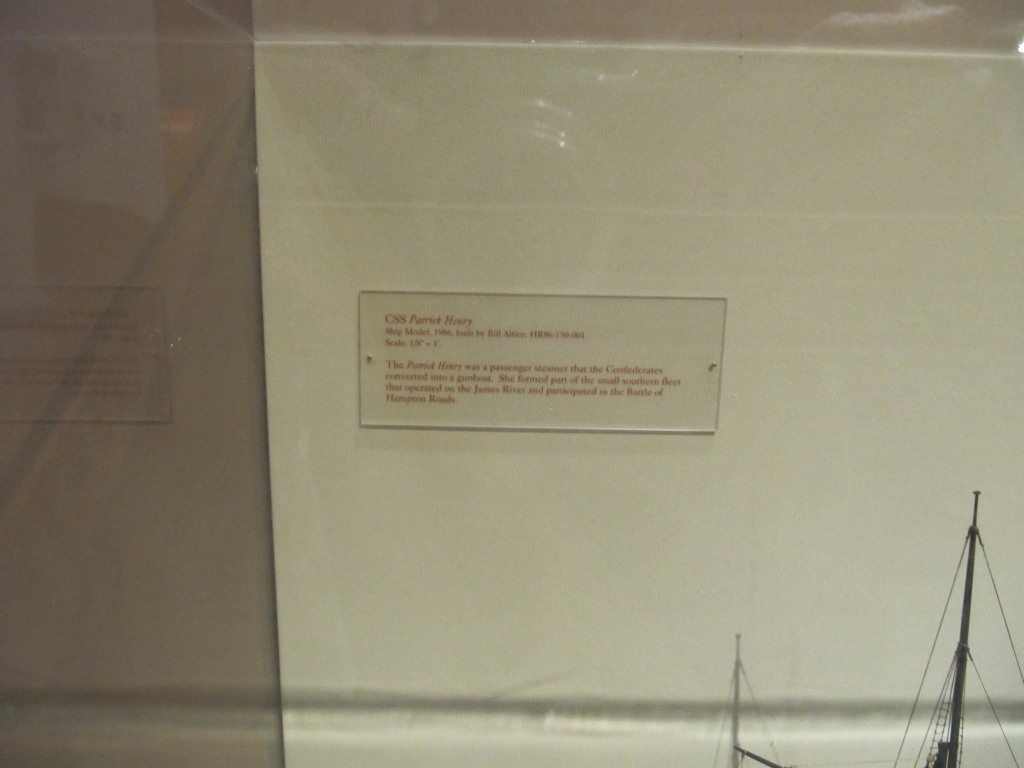 CSS Patrick Henry
Ship Model, 1986, built by Bill Altice. HR86-150-001.
Scale: 1/8" = 1'.
The Patrick Henry was a passenger steamer that the Confederates
converted into a gunboat. She formed part of the small southern fleet
that operated on the James River and participated in the Battle of
Hampton Roads.